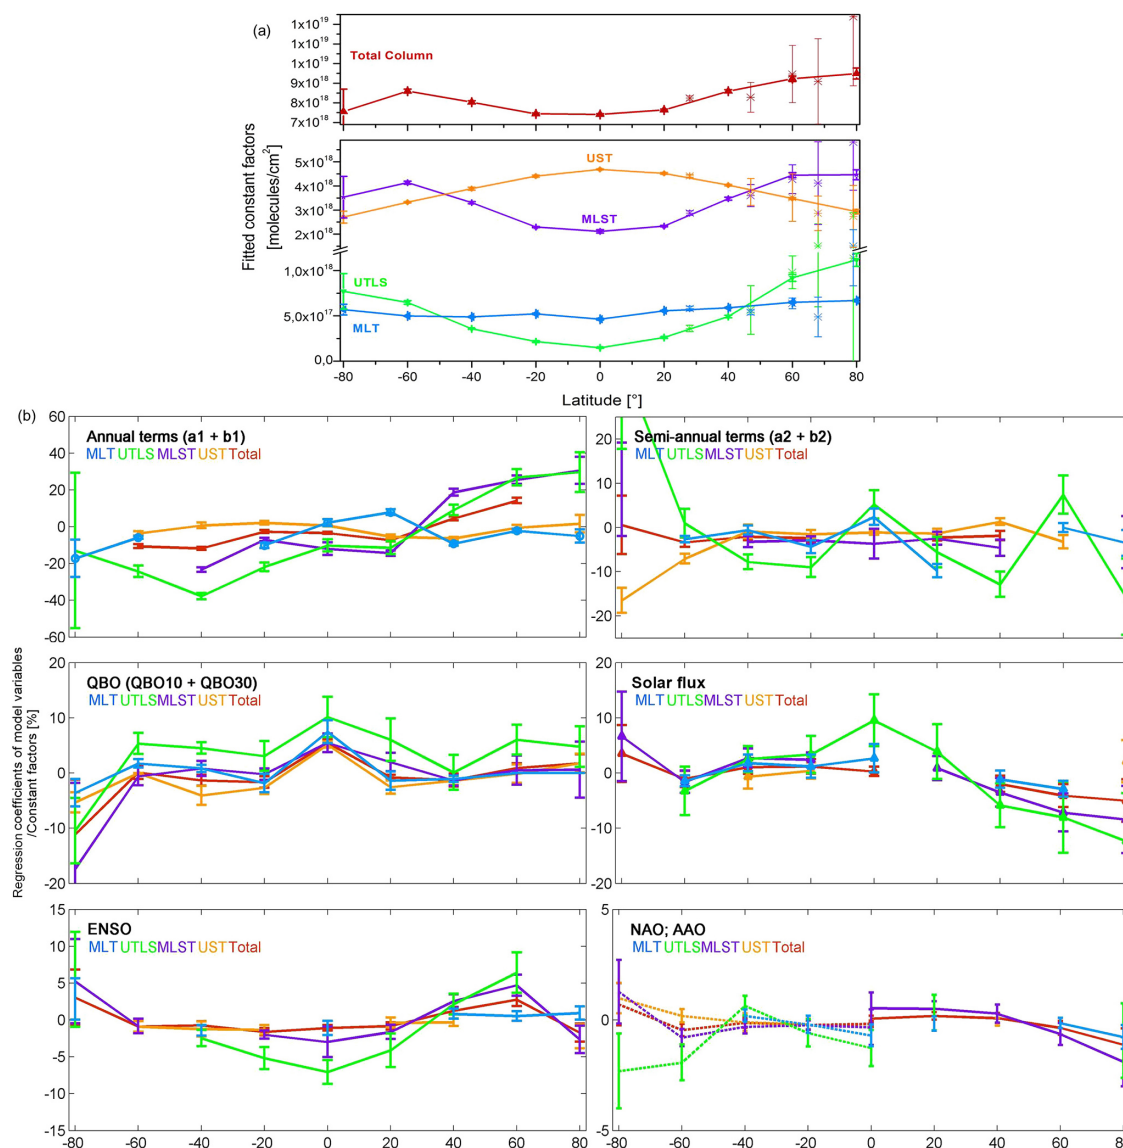 (a)
1x10^19
1x10^19
1x10^19
9x10^18
8x10^18
7x10^18
Total Column
Fitted constant factors
[molecules/cm²]
5x10^18
4x10^18
3x10^18
2x10^18
UST
MLST
1,0x10^18
5,0x10^17
0,0
UTLS
MLT
-80 -60 -40 -20 0 20 40 60 80
Latitude [°]
(b)
Regression coefficients of model variables
/Constant factors [%]
60
40
20
0
-20
-40
-60
Annual terms (a1 + b1)
MLT UTLS MLST UST Total
20
10
0
-10
-20
Semi-annual terms (a2 + b2)
MLT UTLS MLST UST Total
20
10
0
-10
-20
QBO (QBO10 + QBO30)
MLT UTLS MLST UST Total
20
10
0
-10
-20
Solar flux
MLT UTLS MLST UST Total
15
10
5
0
-5
-10
-15
ENSO
MLT UTLS MLST UST Total
-80 -60 -40 -20 0 20 40 60 80
5
0
-5
NAO; AAO
MLT UTLS MLST UST Total
-80 -60 -40 -20 0 20 40 60 80